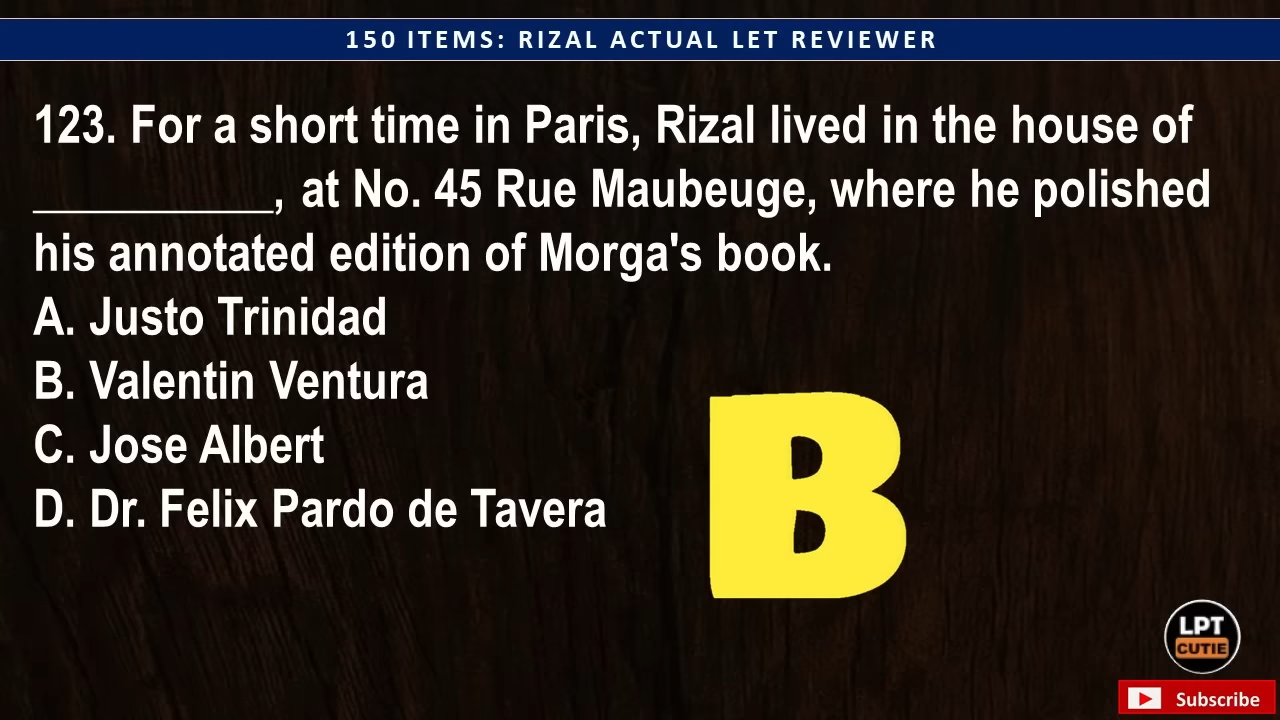 150 ITEMS: RIZAL ACTUAL LET REVIEWER
123. For a short time in Paris, Rizal lived in the house of
__________, at No. 45 Rue Maubeuge, where he polished
his annotated edition of Morga's book.
A. Justo Trinidad
B. Valentin Ventura
C. Jose Albert
D. Dr. Felix Pardo de Tavera
B
LPT
CUTIE
Subscribe